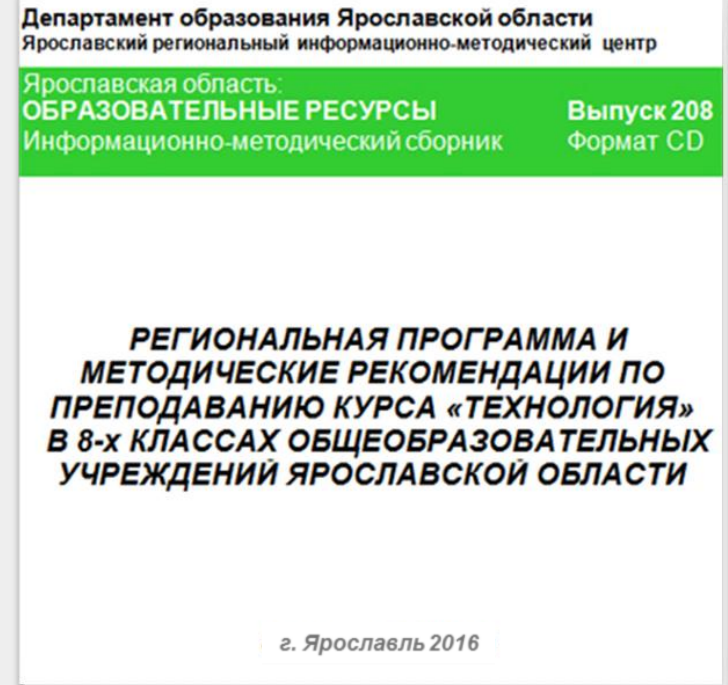 Департамент образования Ярославской области
Ярославский региональный информационно-методический центр
Ярославская область:
ОБРАЗОВАТЕЛЬНЫЕ РЕСУРСЫ Выпуск 208
Информационно-методический сборник Формат CD
РЕГИОНАЛЬНАЯ ПРОГРАММА И
МЕТОДИЧЕСКИЕ РЕКОМЕНДАЦИИ ПО
ПРЕПОДАВАНИЮ КУРСА «ТЕХНОЛОГИЯ»
В 8-х КЛАССАХ ОБЩЕОБРАЗОВАТЕЛЬНЫХ
УЧРЕЖДЕНИЙ ЯРОСЛАВСКОЙ ОБЛАСТИ
г. Ярославль 2016